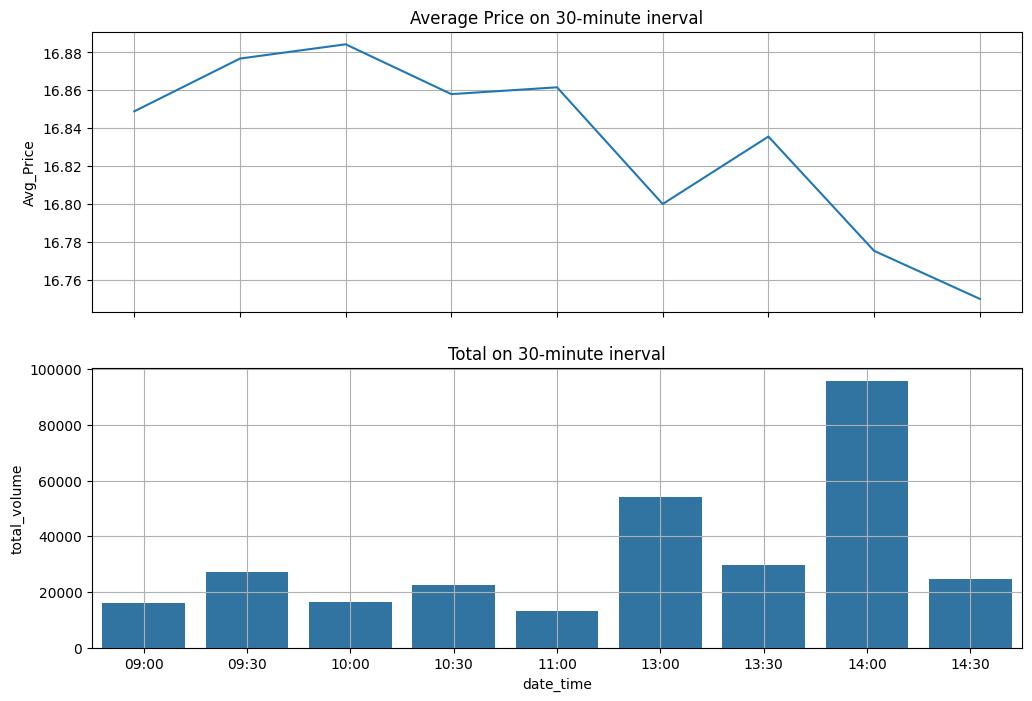 Average Price on 30-minute inerval
16.88
16.86
16.84
16.82
16.80
16.78
16.76
Avg_Price
Total on 30-minute inerval
100000
80000
60000
40000
20000
0
total_volume
09:00 09:30 10:00 10:30 11:00 13:00 13:30 14:00 14:30
date_time